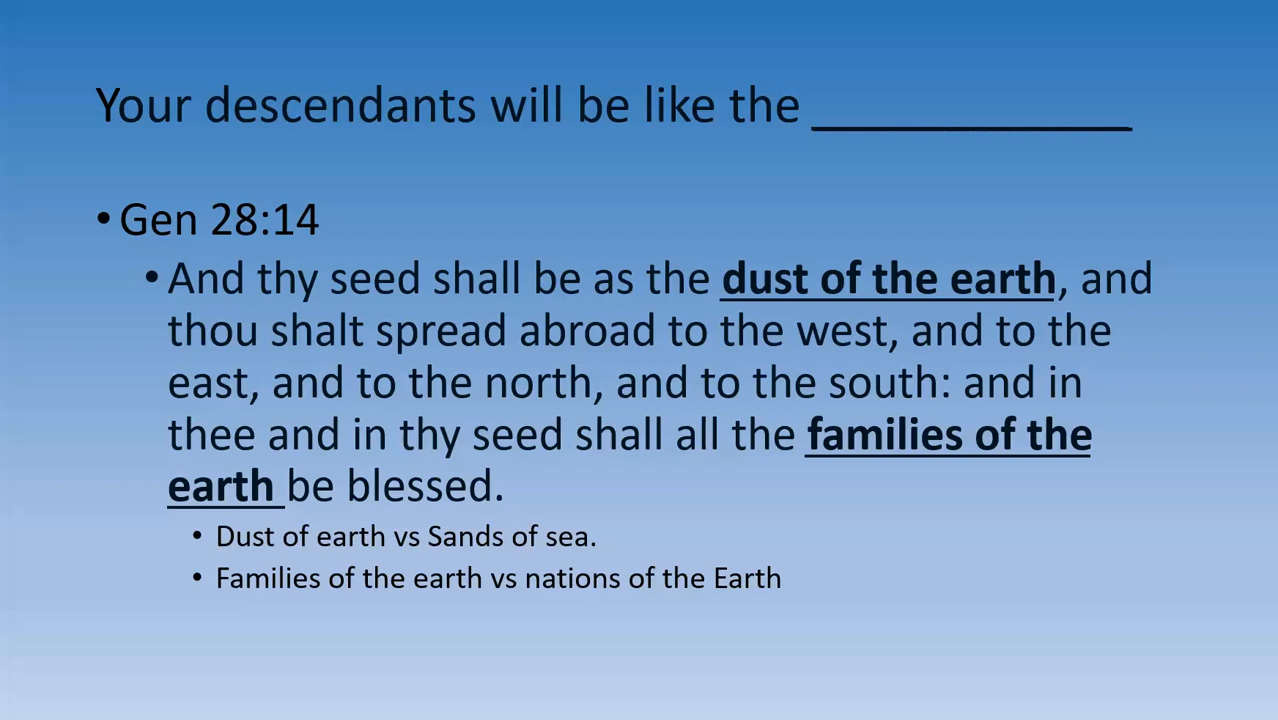 Your descendants will be like the ____________
• Gen 28:14
• And thy seed shall be as the dust of the earth, and
thou shalt spread abroad to the west, and to the
east, and to the north, and to the south: and in
thee and in thy seed shall all the families of the
earth be blessed.
• Dust of earth vs Sands of sea.
• Families of the earth vs nations of the Earth